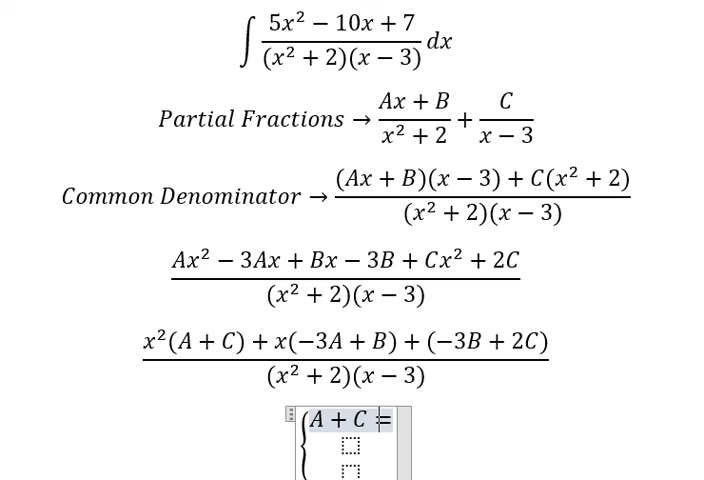 ∫ (5x² − 10x + 7)/((x² + 2)(x − 3)) dx
Partial Fractions → (Ax + B)/(x² + 2) + C/(x − 3)
Common Denominator → ((Ax + B)(x − 3) + C(x² + 2))/((x² + 2)(x − 3))
(Ax² − 3Ax + Bx − 3B + Cx² + 2C)/((x² + 2)(x − 3))
(x²(A + C) + x(−3A + B) + (−3B + 2C))/((x² + 2)(x − 3))
{A + C =